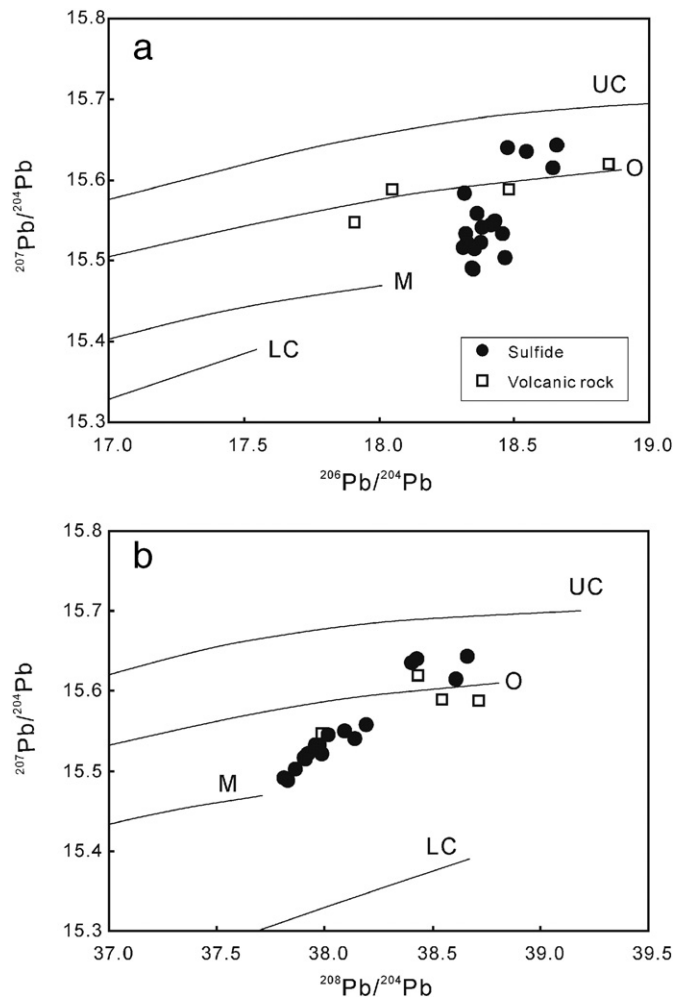 a
15.8
15.7
15.6
15.5
15.4
15.3
²⁰⁷Pb/²⁰⁴Pb
UC
O
M
LC
Sulfide
Volcanic rock
17.0 17.5 18.0 18.5 19.0
²⁰⁶Pb/²⁰⁴Pb
b
15.8
15.7
15.6
15.5
15.4
15.3
²⁰⁷Pb/²⁰⁴Pb
UC
O
M
LC
37.0 37.5 38.0 38.5 39.0 39.5
²⁰⁸Pb/²⁰⁴Pb